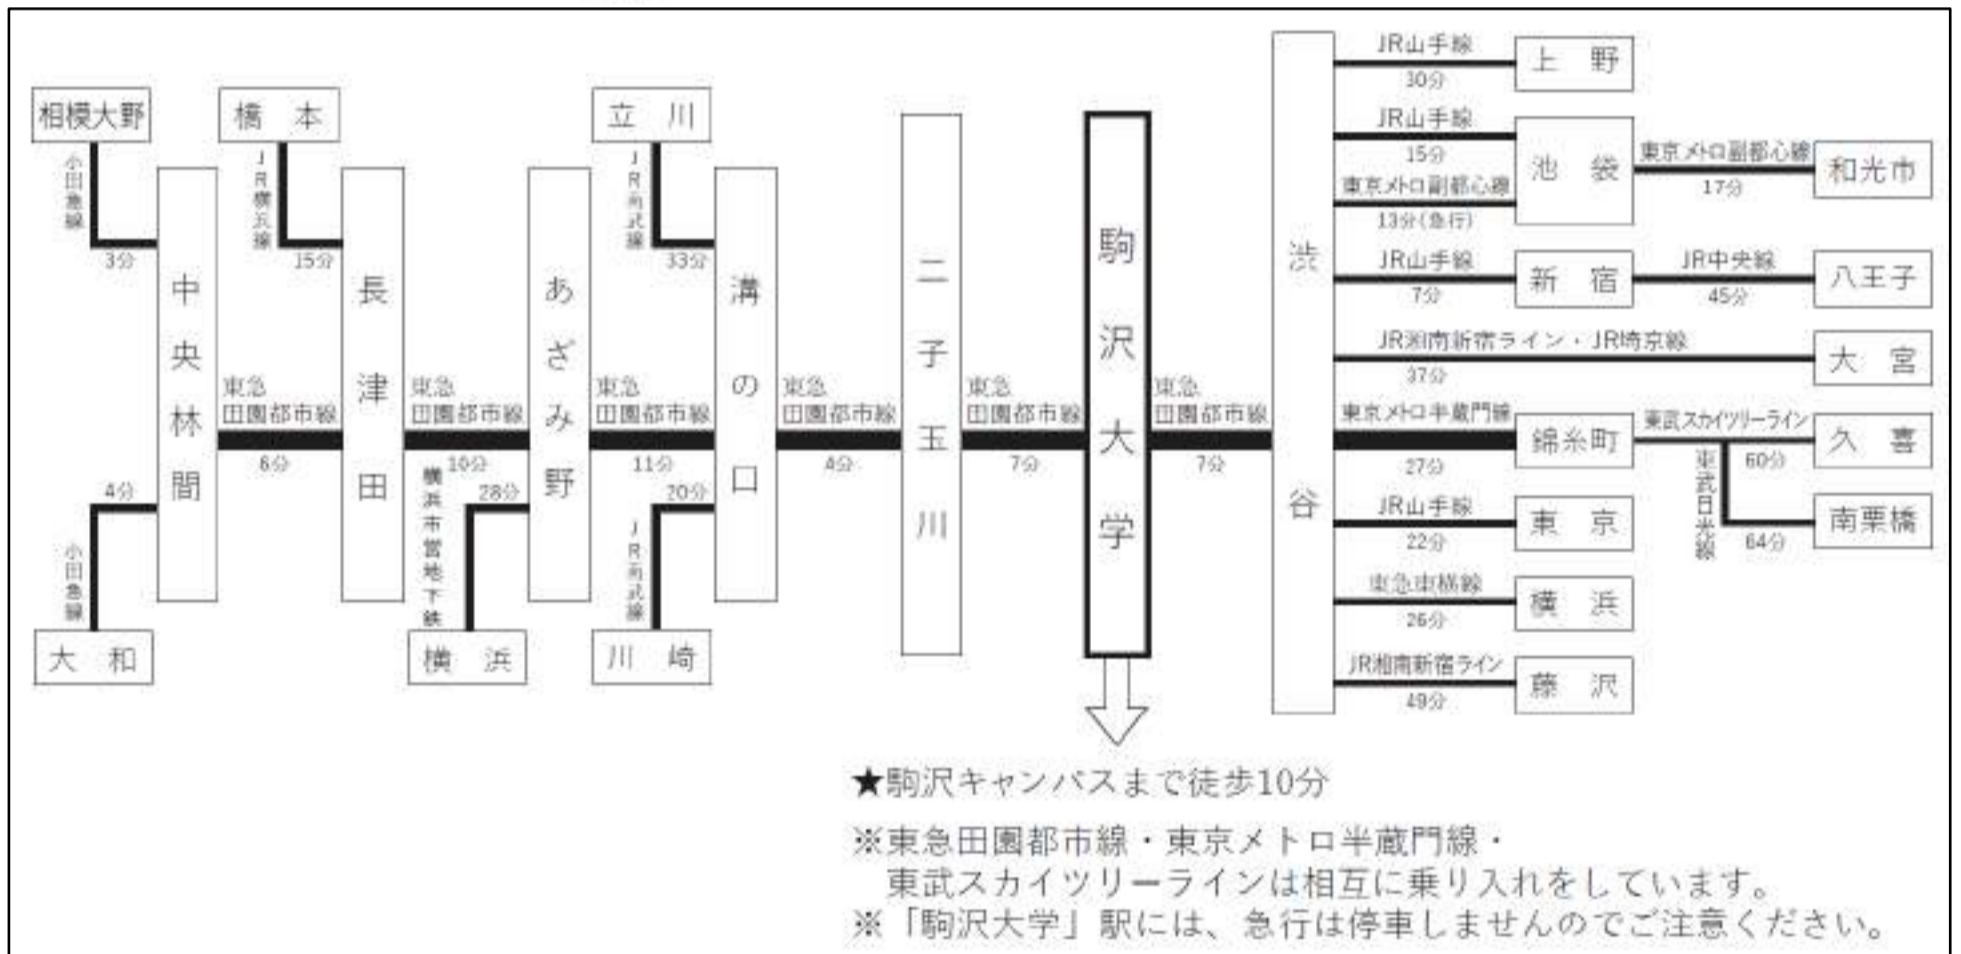 相模大野
小田急線
3分
中央林間
4分
小田急線
大和
東急
田園都市線
6分
橋本
JR横浜線
15分
長津田
東急
田園都市線
10分
横浜市営地下鉄
28分
横浜
あざみ野
東急
田園都市線
11分
立川
JR南武線
33分
溝の口
20分
JR南武線
川崎
東急
田園都市線
4分
二子玉川
東急
田園都市線
7分
駒沢大学
東急
田園都市線
7分
渋谷
JR山手線
30分
上野
JR山手線
15分
東京メトロ副都心線
13分(急行)
池袋
東京メトロ副都心線
17分
和光市
JR山手線
7分
新宿
JR中央線
45分
八王子
JR湘南新宿ライン・JR埼京線
37分
大宮
東京メトロ半蔵門線
27分
錦糸町
東武スカイツリーライン
60分
久喜
東武日光線
64分
南栗橋
JR山手線
22分
東京
東急東横線
26分
横浜
JR湘南新宿ライン
49分
藤沢
★駒沢キャンパスまで徒歩10分
※東急田園都市線・東京メトロ半蔵門線・
東武スカイツリーラインは相互に乗り入れをしています。
※「駒沢大学」駅には、急行は停車しませんのでご注意ください。